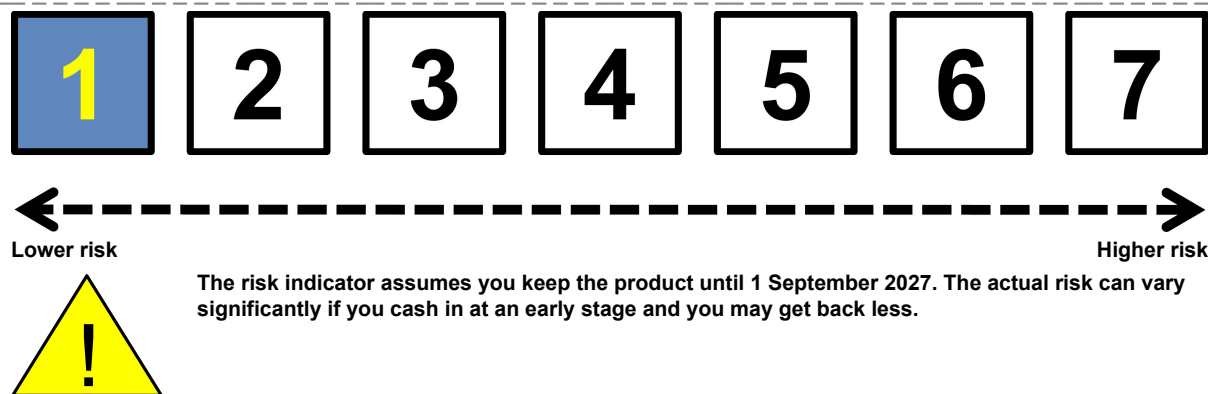 1 2 3 4 5 6 7
Lower risk Higher risk
The risk indicator assumes you keep the product until 1 September 2027. The actual risk can vary
significantly if you cash in at an early stage and you may get back less.
!